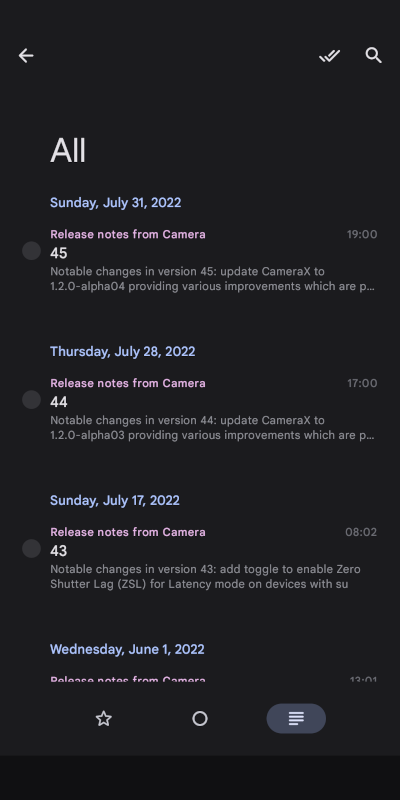 All
Sunday, July 31, 2022
Release notes from Camera 19:00
45
Notable changes in version 45: update CameraX to
1.2.0-alpha04 providing various improvements which are p...
Thursday, July 28, 2022
Release notes from Camera 17:00
44
Notable changes in version 44: update CameraX to
1.2.0-alpha03 providing various improvements which are p...
Sunday, July 17, 2022
Release notes from Camera 08:02
43
Notable changes in version 43: add toggle to enable Zero
Shutter Lag (ZSL) for Latency mode on devices with su
Wednesday, June 1, 2022
Release notes from Camera 13:01